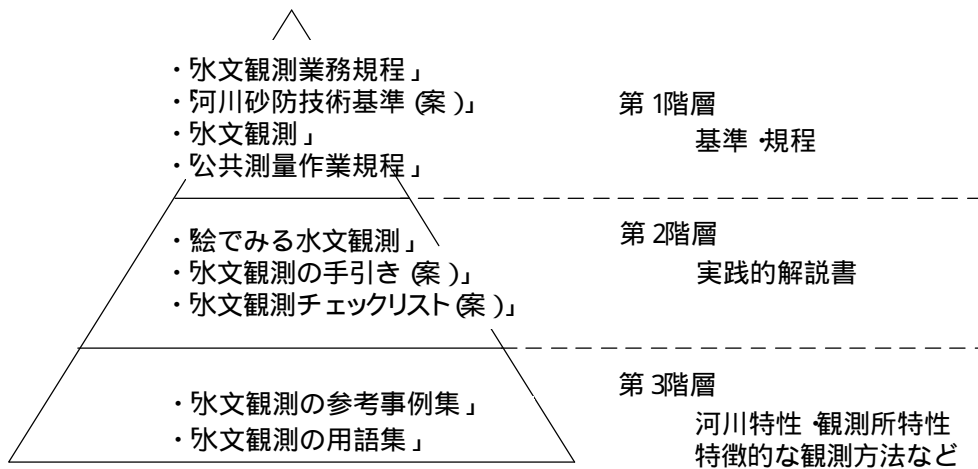 ・「水文観測業務規程」
・「河川砂防技術基準（案）」
・「水文観測」
・「公共測量作業規程」
第1階層
基準・規程
・「絵でみる水文観測」
・「水文観測の手引き（案）」
・「水文観測チェックリスト（案）」
第2階層
実践的解説書
・「水文観測の参考事例集」
・「水文観測の用語集」
第3階層
河川特性・観測所特性
特徴的な観測方法など